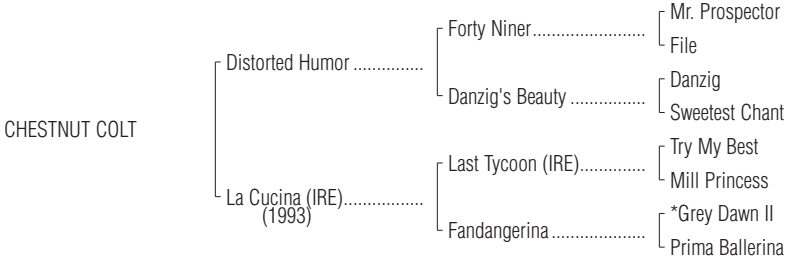 Mr. Prospector
Forty Niner.......................
File
Distorted Humor ...............
Danzig
Danzig's Beauty ................
Sweetest Chant
CHESTNUT COLT
Try My Best
Last Tycoon (IRE)..............
Mill Princess
La Cucina (IRE).................
(1993)
*Grey Dawn II
Fandangerina ....................
Prima Ballerina